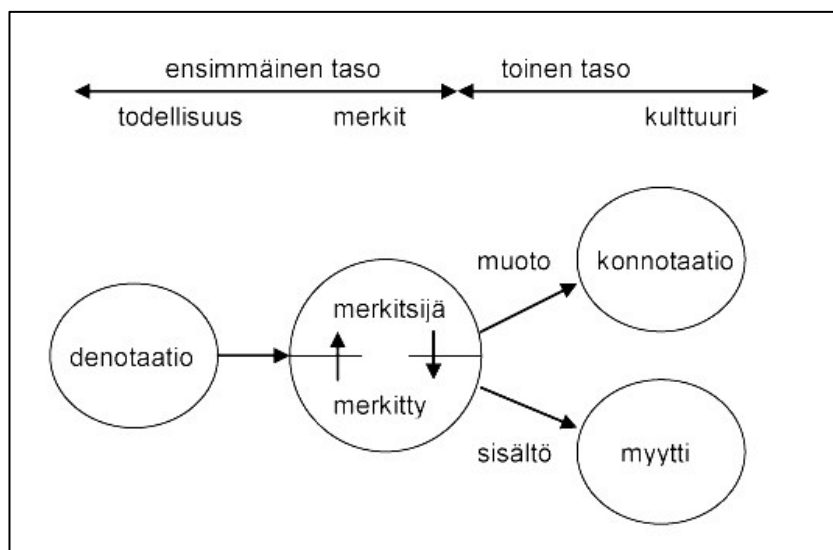 ensimmäinen taso toinen taso
todellisuus merkit kulttuuri
muoto konnotaatio
merkitsijä
denotaatio
merkitty
sisältö myytti